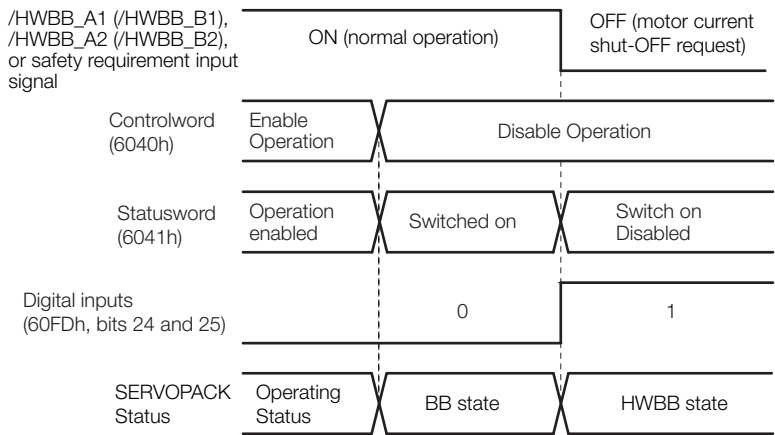 /HWBB_A1 (/HWBB_B1),
/HWBB_A2 (/HWBB_B2),
or safety requirement input
signal
ON (normal operation)
OFF (motor current
shut-OFF request)
Controlword
(6040h)
Enable
Operation
Disable Operation
Statusword
(6041h)
Operation
enabled
Switched on
Switch on
Disabled
Digital inputs
(60FDh, bits 24 and 25)
0
1
SERVOPACK
Status
Operating
Status
BB state
HWBB state